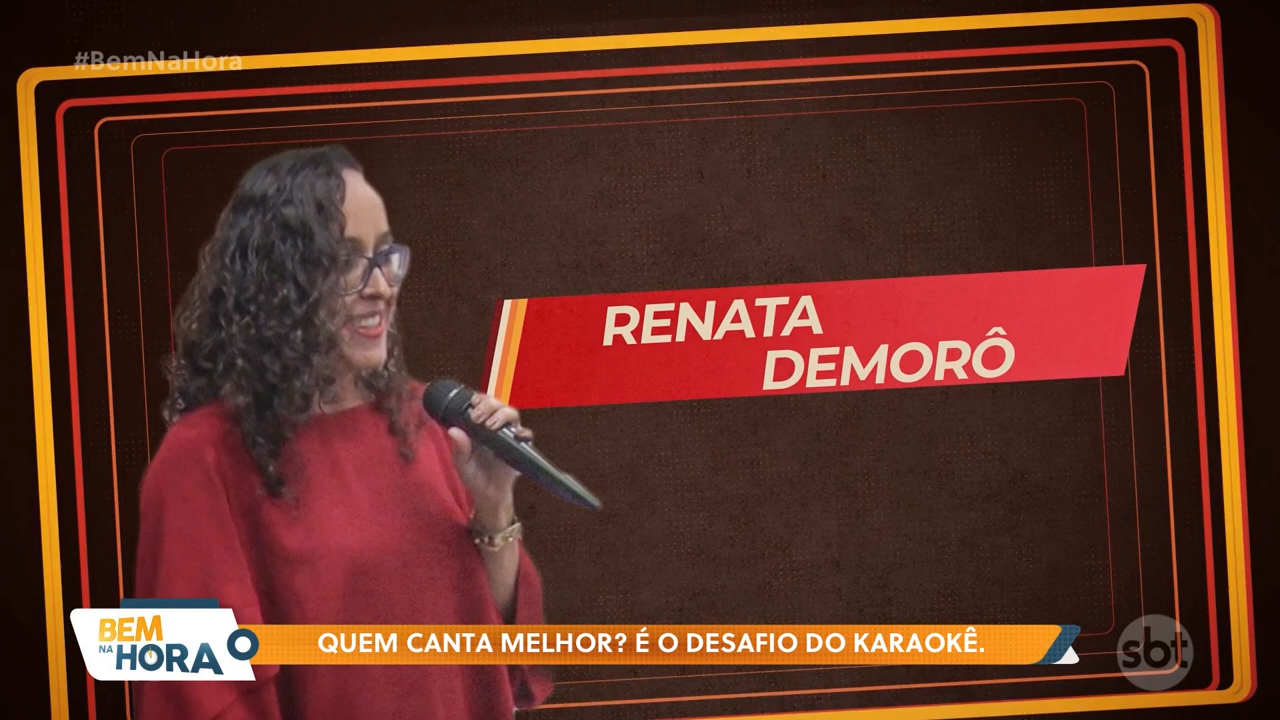 #BemNaHora
RENATA
DEMORÔ
BEM
NA HORA
QUEM CANTA MELHOR? É O DESAFIO DO KARAOKÊ.
sbt